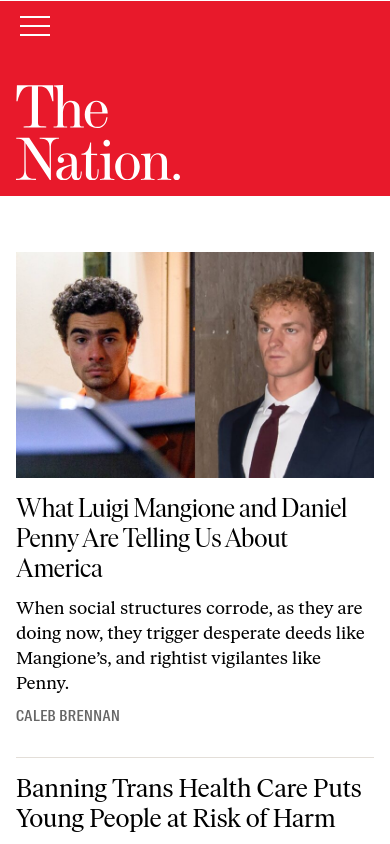 The
Nation.
What Luigi Mangione and Daniel
Penny Are Telling Us About
America
When social structures corrode, as they are
doing now, they trigger desperate deeds like
Mangione’s, and rightist vigilantes like
Penny.
CALEB BRENNAN
Banning Trans Health Care Puts
Young People at Risk of Harm